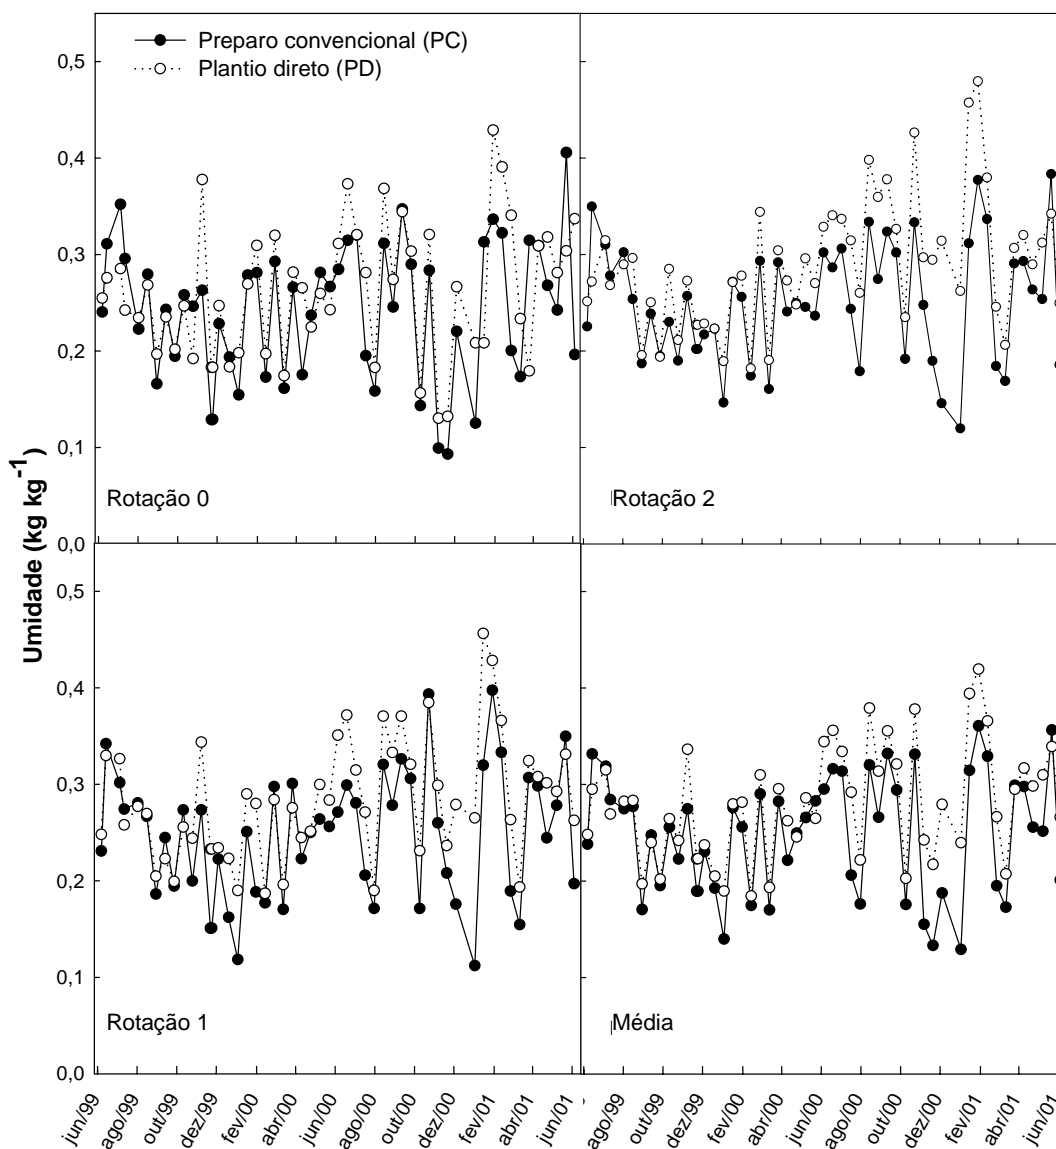 Preparo convencional (PC)
Plantio direto (PD)
0,5
0,4
0,3
0,2
0,1
0,0
Rotação 0
Rotação 2
Umidade (kg kg⁻¹)
0,5
0,4
0,3
0,2
0,1
0,0
Rotação 1
Média
jun/99
ago/99
out/99
dez/99
fev/00
abr/00
jun/00
ago/00
out/00
dez/00
fev/01
abr/01
jun/01
ago/99
out/99
dez/99
fev/00
abr/00
jun/00
ago/00
out/00
dez/00
fev/01
abr/01
jun/01